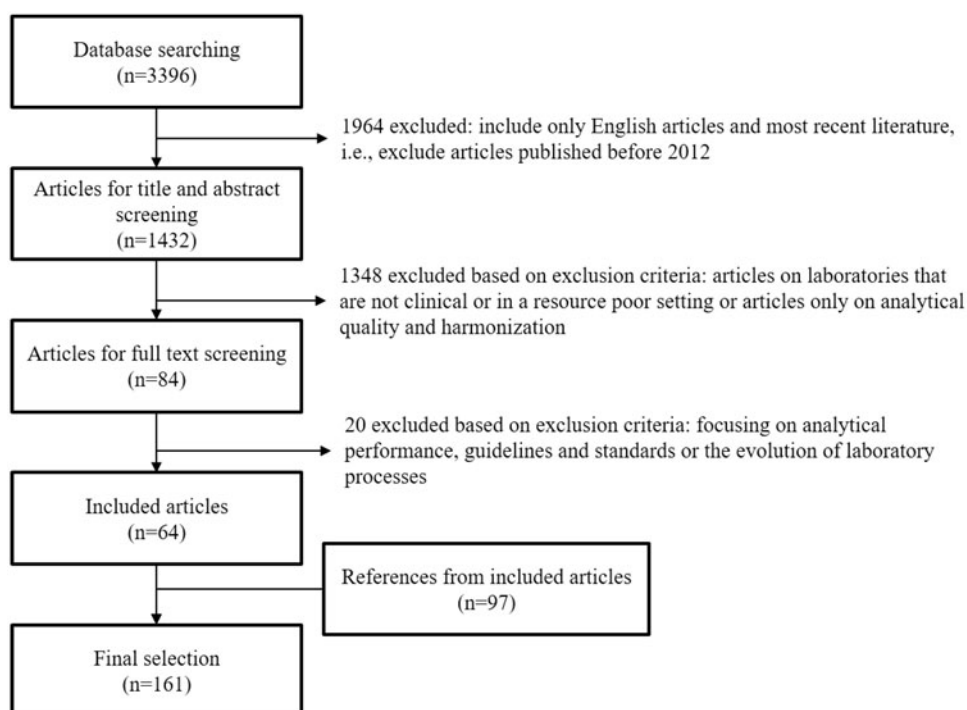 Database searching
(n=3396)
1964 excluded: include only English articles and most recent literature,
i.e., exclude articles published before 2012
Articles for title and abstract
screening
(n=1432)
1348 excluded based on exclusion criteria: articles on laboratories that
are not clinical or in a resource poor setting or articles only on analytical
quality and harmonization
Articles for full text screening
(n=84)
20 excluded based on exclusion criteria: focusing on analytical
performance, guidelines and standards or the evolution of laboratory
processes
Included articles
(n=64)
References from included articles
(n=97)
Final selection
(n=161)